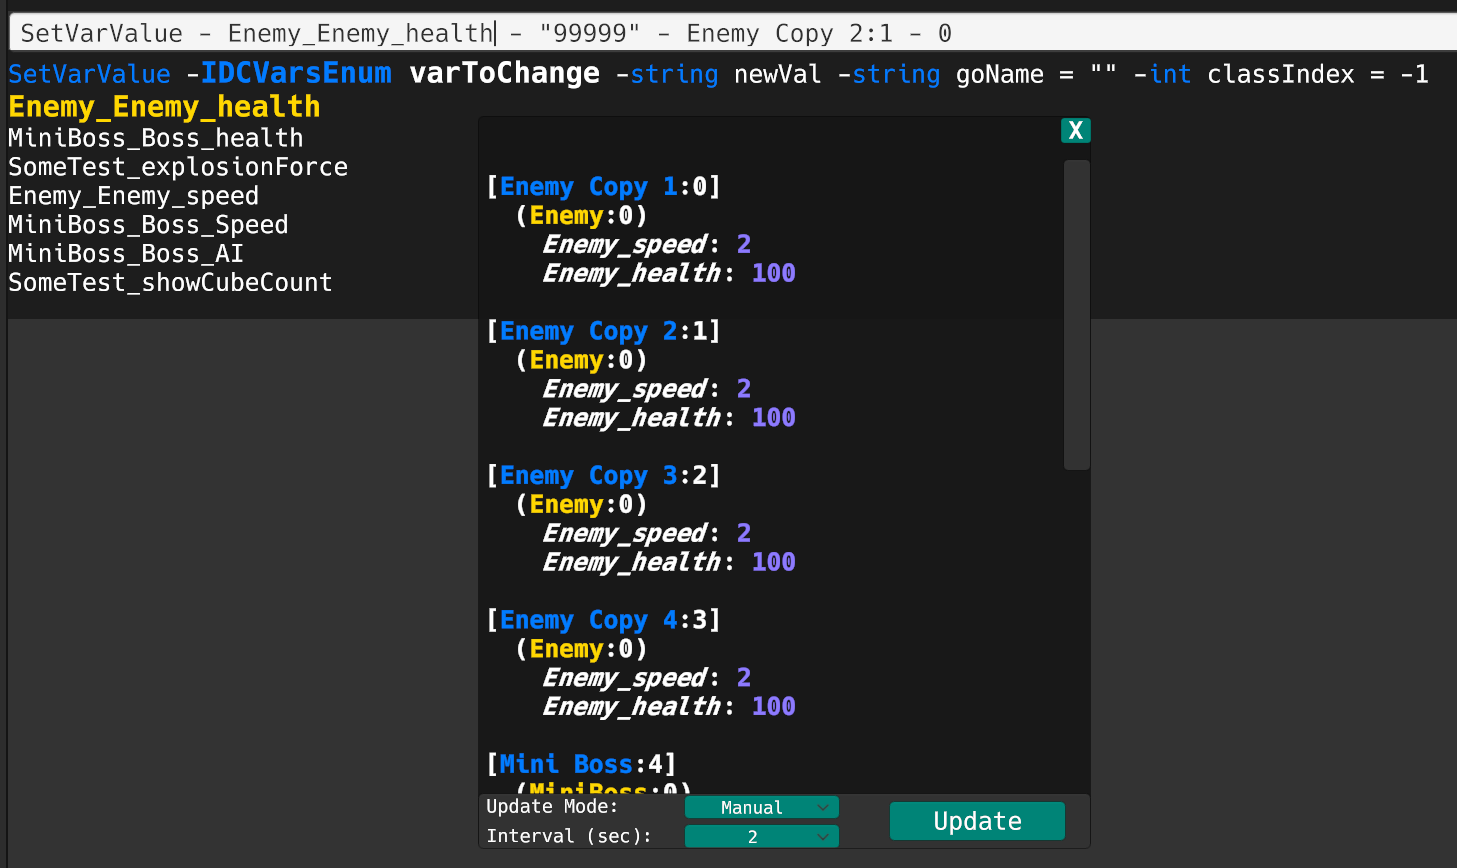 SetVarValue - Enemy_Enemy_health - "99999" - Enemy Copy 2:1 - 0
SetVarValue -IDCVarsEnum varToChange -string newVal -string goName = "" -int classIndex = -1
Enemy_Enemy_health
MiniBoss_Boss_health
SomeTest_explosionForce
Enemy_Enemy_speed
MiniBoss_Boss_Speed
MiniBoss_Boss_AI
SomeTest_showCubeCount
X
[Enemy Copy 1:0]
(Enemy:0)
Enemy_speed: 2
Enemy_health: 100
[Enemy Copy 2:1]
(Enemy:0)
Enemy_speed: 2
Enemy_health: 100
[Enemy Copy 3:2]
(Enemy:0)
Enemy_speed: 2
Enemy_health: 100
[Enemy Copy 4:3]
(Enemy:0)
Enemy_speed: 2
Enemy_health: 100
[Mini Boss:4]
(MiniBoss:0)
Update Mode: Manual
Interval (sec): 2
Update